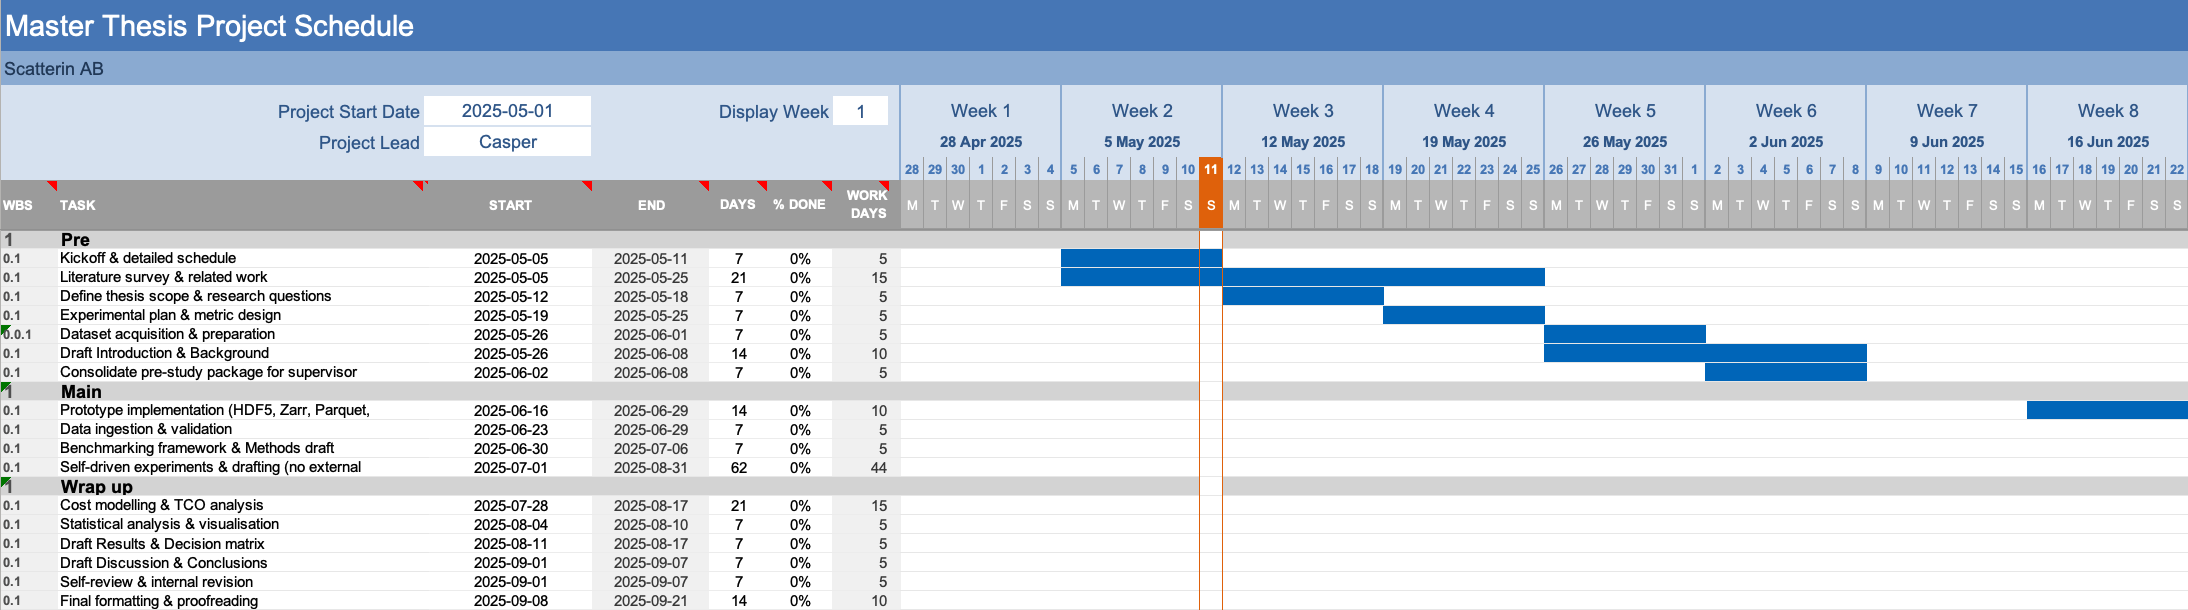 Master Thesis Project Schedule
Scatterin AB
Project Start Date 2025-05-01 Display Week 1 Week 1 Week 2 Week 3 Week 4 Week 5 Week 6 Week 7 Week 8
Project Lead Casper 28 Apr 2025 5 May 2025 12 May 2025 19 May 2025 26 May 2025 2 Jun 2025 9 Jun 2025 16 Jun 2025
28 29 30 1 2 3 4 5 6 7 8 9 10 11 12 13 14 15 16 17 18 19 20 21 22 23 24 25 26 27 28 29 30 31 1 2 3 4 5 6 7 8 9 10 11 12 13 14 15 16 17 18 19 20 21 22
WBS TASK START END DAYS % DONE WORK DAYS M T W T F S S M T W T F S S M T W T F S S M T W T F S S M T W T F S S M T W T F S S M T W T F S S M T W T F S S
1 Pre
0.1 Kickoff & detailed schedule 2025-05-05 2025-05-11 7 0% 5
0.1 Literature survey & related work 2025-05-05 2025-05-25 21 0% 15
0.1 Define thesis scope & research questions 2025-05-12 2025-05-18 7 0% 5
0.1 Experimental plan & metric design 2025-05-19 2025-05-25 7 0% 5
0.0.1 Dataset acquisition & preparation 2025-05-26 2025-06-01 7 0% 5
0.1 Draft Introduction & Background 2025-05-26 2025-06-08 14 0% 10
0.1 Consolidate pre-study package for supervisor 2025-06-02 2025-06-08 7 0% 5
1 Main
0.1 Prototype implementation (HDF5, Zarr, Parquet, 2025-06-16 2025-06-29 14 0% 10
0.1 Data ingestion & validation 2025-06-23 2025-06-29 7 0% 5
0.1 Benchmarking framework & Methods draft 2025-06-30 2025-07-06 7 0% 5
0.1 Self-driven experiments & drafting (no external 2025-07-01 2025-08-31 62 0% 44
1 Wrap up
0.1 Cost modelling & TCO analysis 2025-07-28 2025-08-17 21 0% 15
0.1 Statistical analysis & visualisation 2025-08-04 2025-08-10 7 0% 5
0.1 Draft Results & Decision matrix 2025-08-11 2025-08-17 7 0% 5
0.1 Draft Discussion & Conclusions 2025-09-01 2025-09-07 7 0% 5
0.1 Self-review & internal revision 2025-09-01 2025-09-07 7 0% 5
0.1 Final formatting & proofreading 2025-09-08 2025-09-21 14 0% 10